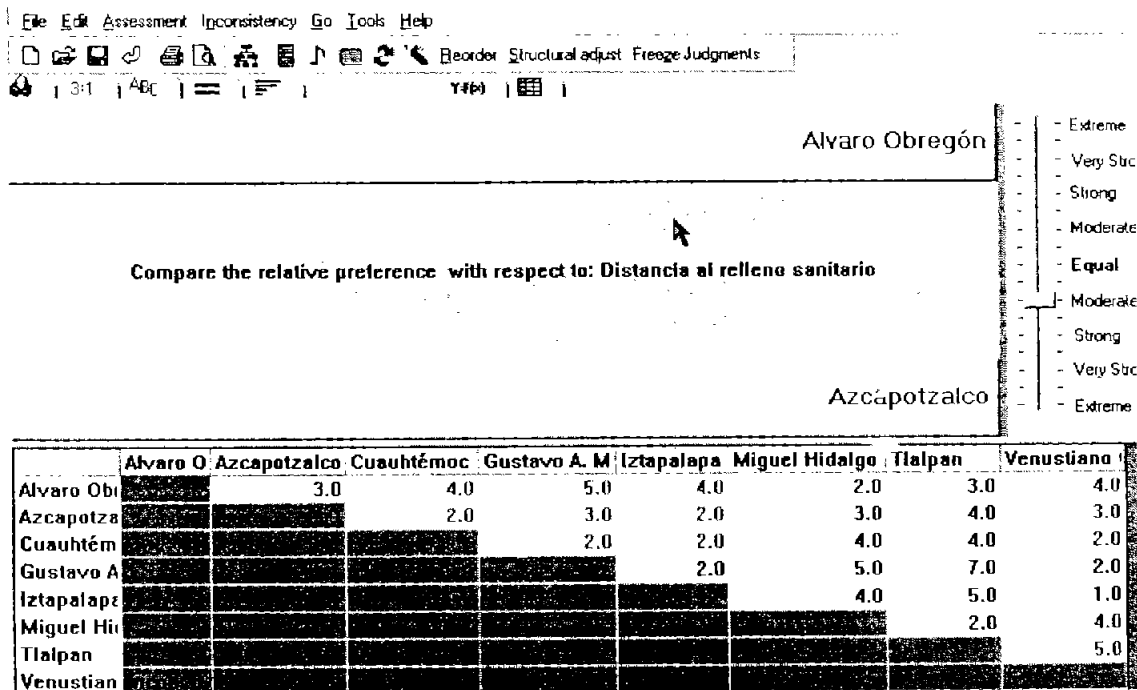 File Edit Assessment Inconsistency Go Tools Help
Reorder Structural adjust Freeze Judgments
3:1 ABC Y=F(x)
Alvaro Obregón
Extreme
Very Strc
Strong
Moderate
Compare the relative preference with respect to: Distancia al relleno sanitario
Equal
Moderate
Strong
Very Strc
Azcapotzalco
Extreme
Alvaro O Azcapotzalco Cuauhtémoc Gustavo A. M Iztapalapa Miguel Hidalgo Tlalpan Venustiano
Alvaro Obr 3.0 4.0 5.0 4.0 2.0 3.0 4.0
Azcapotza 2.0 3.0 2.0 3.0 4.0 3.0
Cuauhtém 2.0 2.0 4.0 4.0 2.0
Gustavo A 2.0 5.0 7.0 2.0
Iztapalapa 4.0 5.0 1.0
Miguel Hid 2.0 4.0
Tlalpan 5.0
Venustian